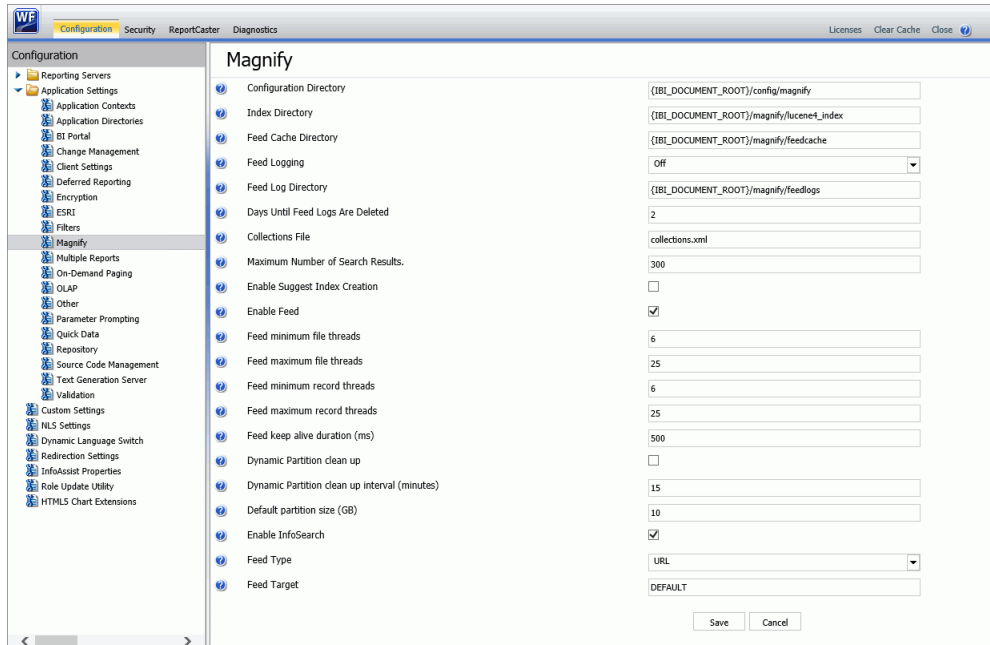 WF
Configuration Security ReportCaster Diagnostics Licenses Clear Cache Close ?
Configuration
Reporting Servers
Application Settings
Application Contexts
Application Directories
BI Portal
Change Management
Client Settings
Deferred Reporting
Encryption
ESRI
Filters
Magnify
Multiple Reports
On-Demand Paging
OLAP
Other
Parameter Prompting
Quick Data
Repository
Source Code Management
Text Generation Server
Validation
Custom Settings
NLS Settings
Dynamic Language Switch
Redirection Settings
InfoAssist Properties
Role Update Utility
HTML5 Chart Extensions
Magnify
? Configuration Directory {IBI_DOCUMENT_ROOT}/config/magnify
? Index Directory {IBI_DOCUMENT_ROOT}/magnify/lucene4_index
? Feed Cache Directory {IBI_DOCUMENT_ROOT}/magnify/feedcache
? Feed Logging Off
? Feed Log Directory {IBI_DOCUMENT_ROOT}/magnify/feedlogs
? Days Until Feed Logs Are Deleted 2
? Collections File collections.xml
? Maximum Number of Search Results. 300
? Enable Suggest Index Creation
? Enable Feed
? Feed minimum file threads 6
? Feed maximum file threads 25
? Feed minimum record threads 6
? Feed maximum record threads 25
? Feed keep alive duration (ms) 500
? Dynamic Partition clean up
? Dynamic Partition clean up interval (minutes) 15
? Default partition size (GB) 10
? Enable InfoSearch
? Feed Type URL
? Feed Target DEFAULT
Save Cancel